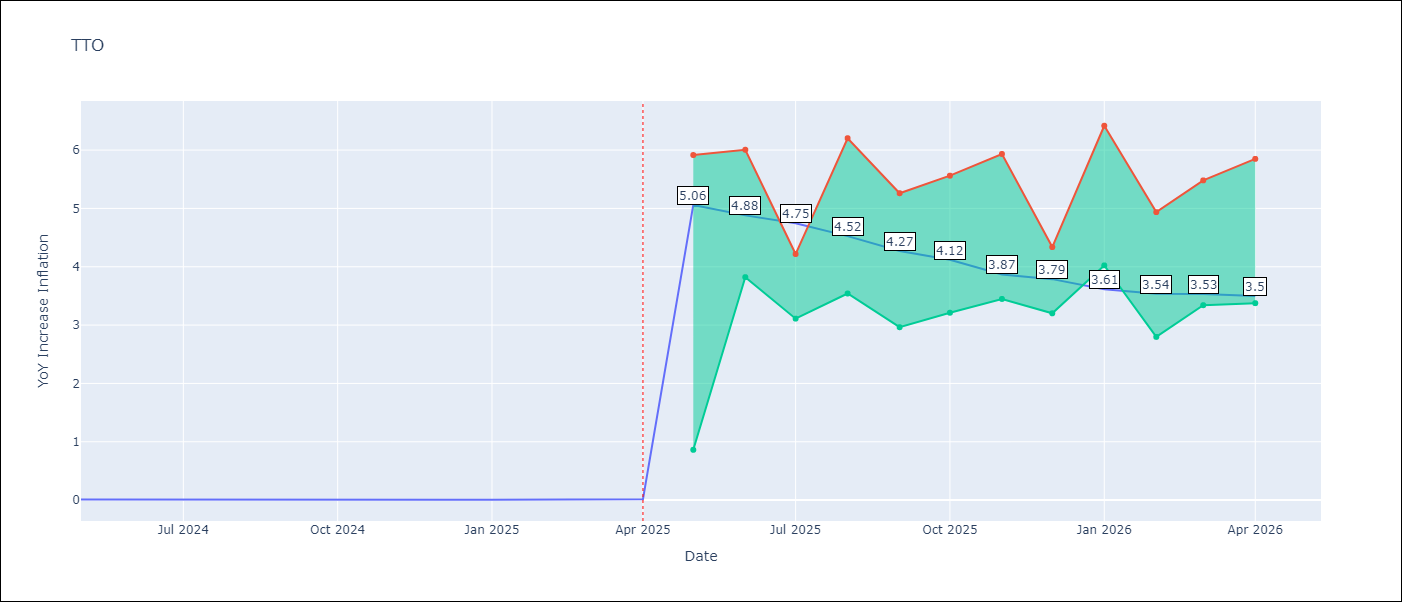 TTO
YoY Increase Inflation
6
5
4
3
2
1
0
5.06
4.88
4.75
4.52
4.27
4.12
3.87
3.79
3.61
3.54
3.53
3.5
Jul 2024
Oct 2024
Jan 2025
Apr 2025
Jul 2025
Oct 2025
Jan 2026
Apr 2026
Date